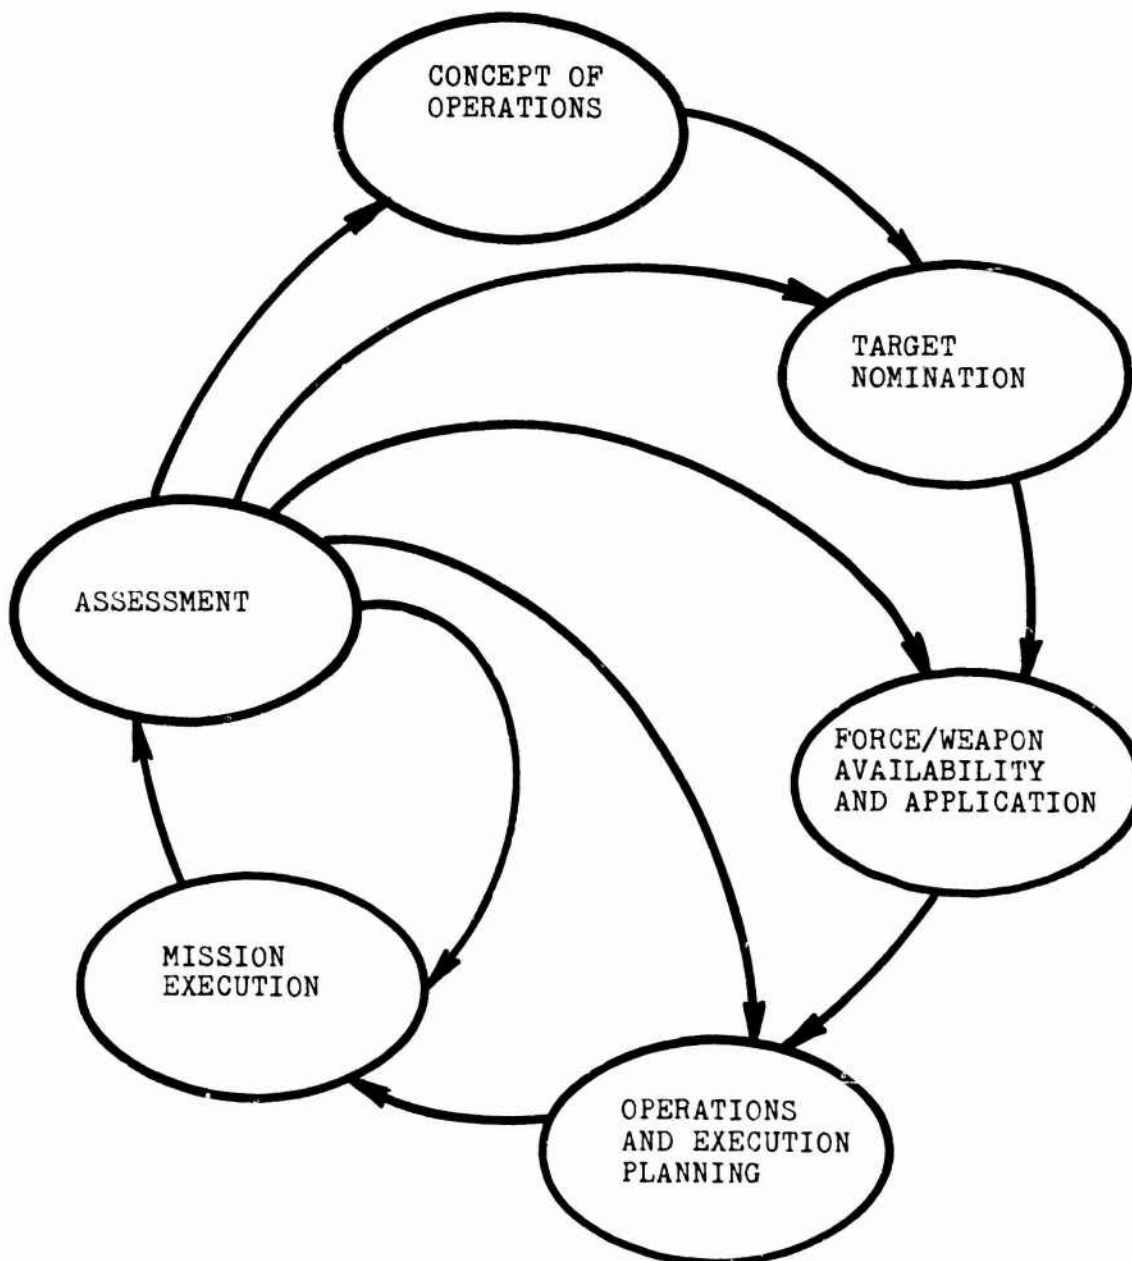 CONCEPT OF
OPERATIONS
TARGET
NOMINATION
FORCE/WEAPON
AVAILABILITY
AND APPLICATION
OPERATIONS
AND EXECUTION
PLANNING
MISSION
EXECUTION
ASSESSMENT